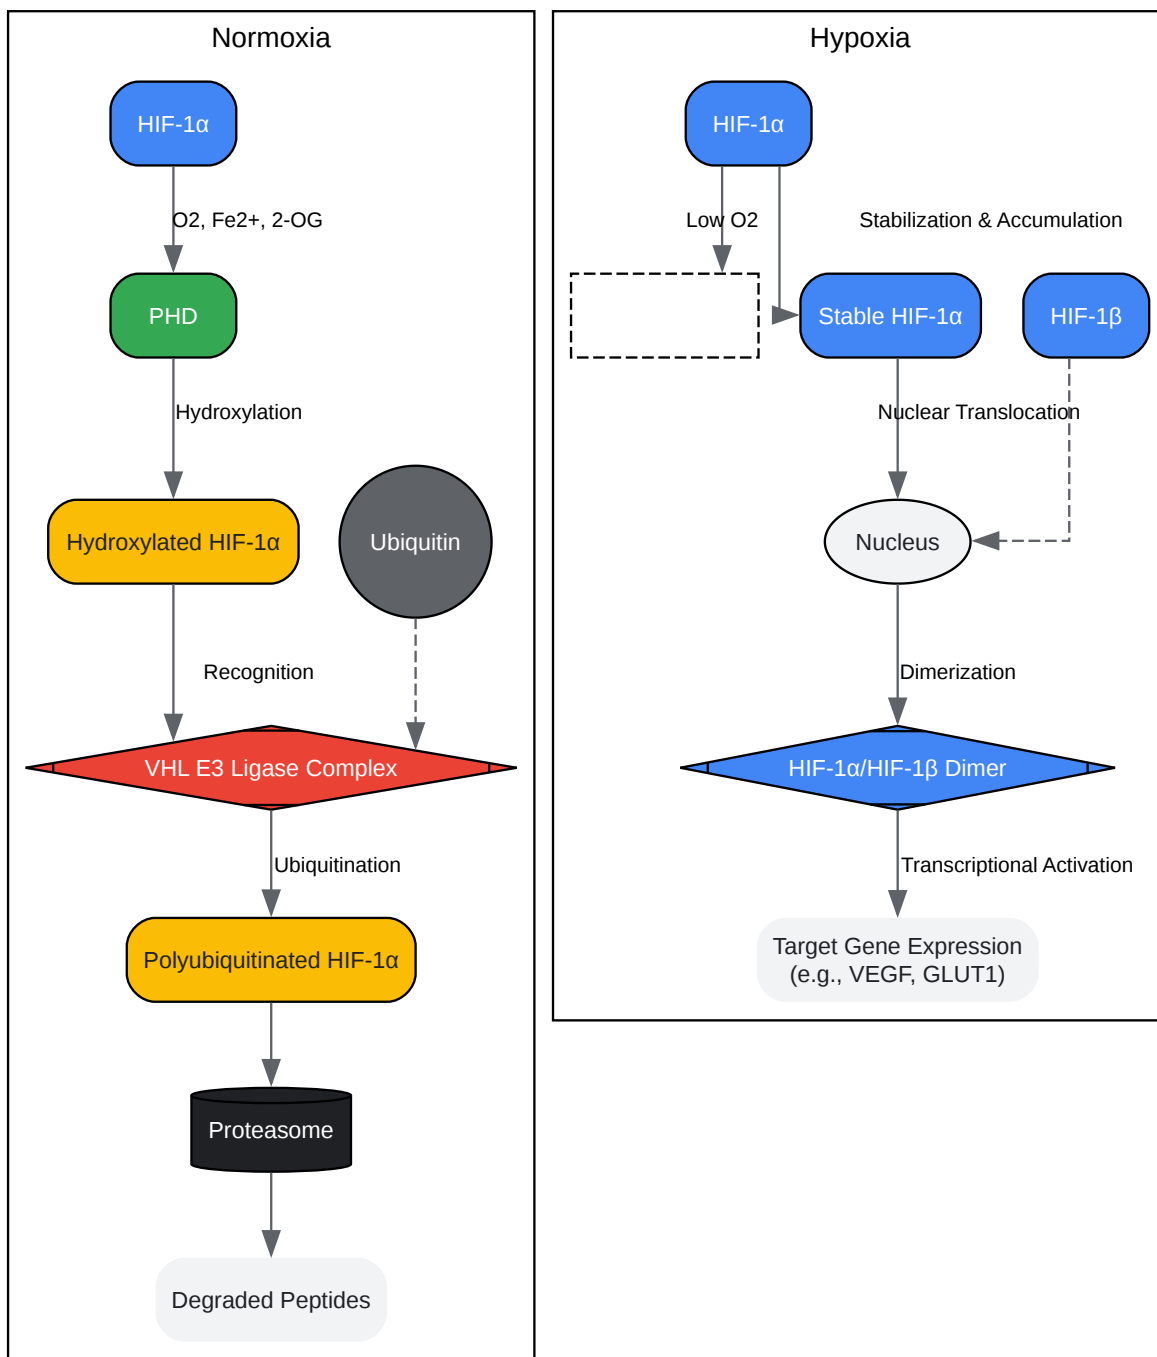 Normoxia
HIF-1α
O2, Fe2+, 2-OG
PHD
Hydroxylation
Hydroxylated HIF-1α
Ubiquitin
Recognition
VHL E3 Ligase Complex
Ubiquitination
Polyubiquitinated HIF-1α
Proteasome
Degraded Peptides
Hypoxia
HIF-1α
Low O2
Stabilization & Accumulation
Stable HIF-1α
HIF-1β
Nuclear Translocation
Nucleus
Dimerization
HIF-1α/HIF-1β Dimer
Transcriptional Activation
Target Gene Expression
(e.g., VEGF, GLUT1)